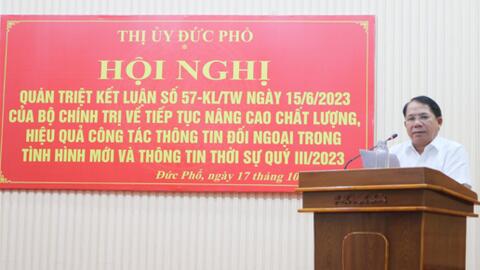 THỊ ỦY ĐỨC PHỔ
HỘI NGHỊ
QUÁN TRIỆT KẾT LUẬN SỐ 57-KL/TW NGÀY 15/6/2023
CỦA BỘ CHÍNH TRỊ VỀ TIẾP TỤC NÂNG CAO CHẤT LƯỢNG,
HIỆU QUẢ CÔNG TÁC THÔNG TIN ĐỐI NGOẠI TRONG
TÌNH HÌNH MỚI VÀ THÔNG TIN THỜI SỰ QUÝ III/2023
Đức Phổ, ngày 17 tháng 10